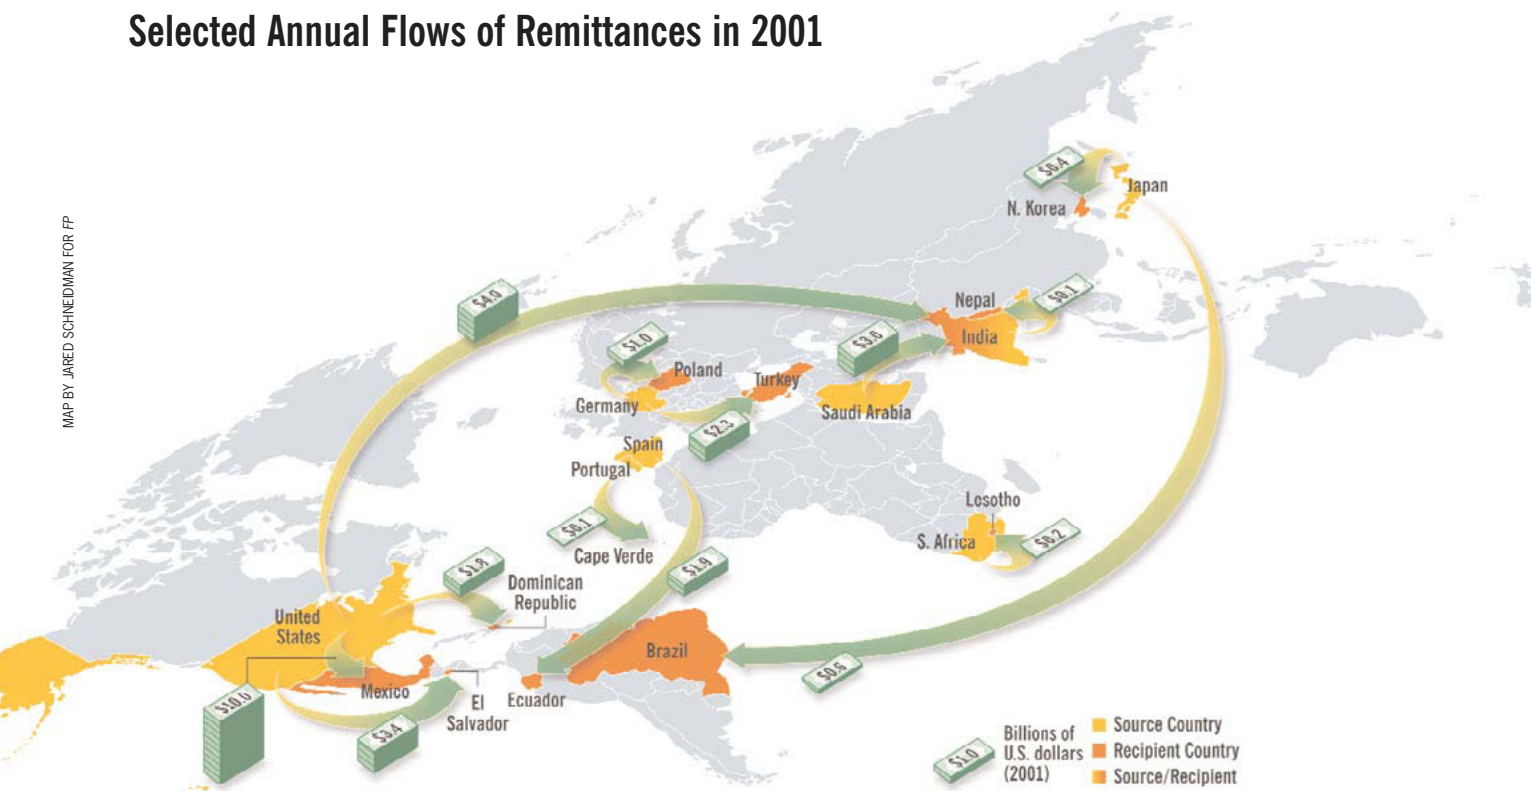 Selected Annual Flows of Remittances in 2001
MAP BY JARED SCHNEIDMAN FOR FP
$0.4
Japan
N. Korea
$4.0
Nepal
$0.1
India
$1.0
$3.0
Poland
Turkey
Germany
Saudi Arabia
$2.3
Spain
Portugal
Lesotho
$0.1
S. Africa
$0.2
Cape Verde
$1.8
$1.9
Dominican
Republic
United
States
Brazil
$0.6
Mexico
El
Salvador
Ecuador
$10.0
$3.4
$1.0
Billions of
U.S. dollars
(2001)
Source Country
Recipient Country
Source/Recipient